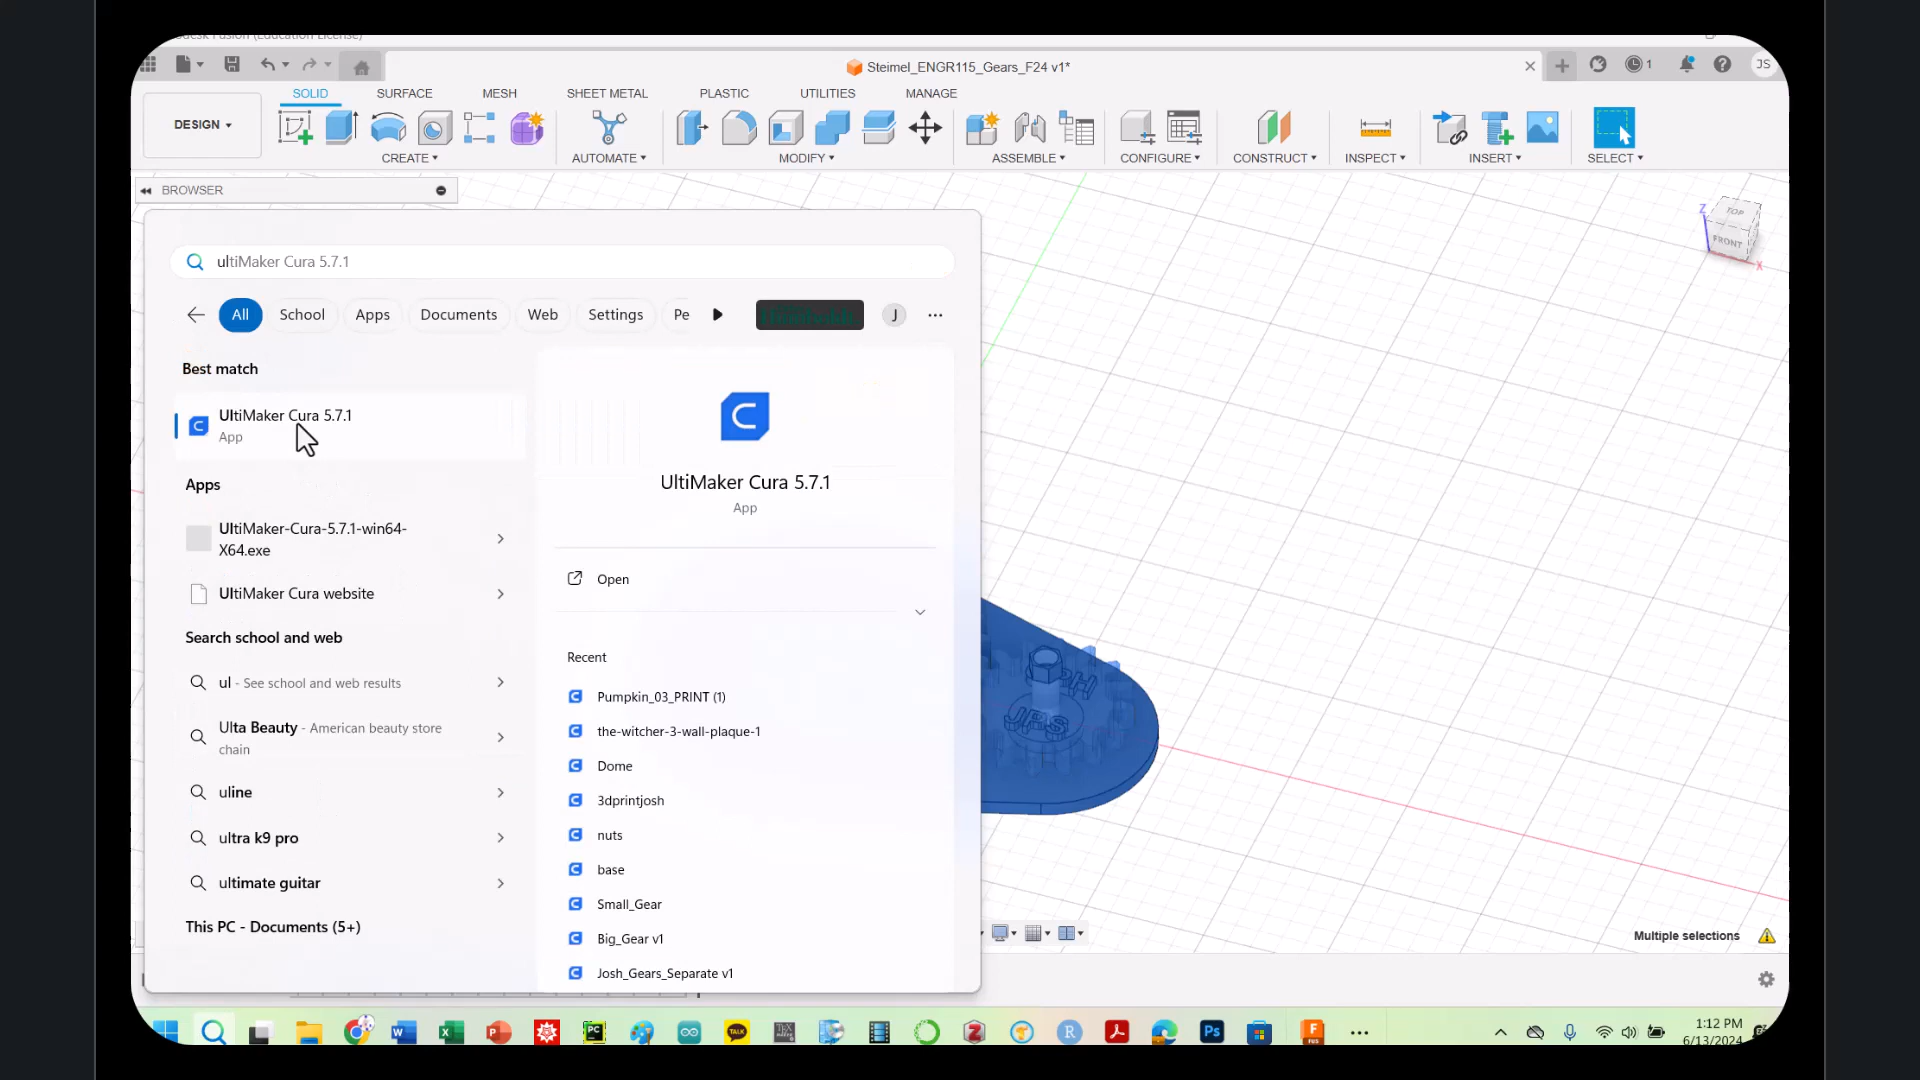 Steimel_ENGR115_Gears_F24 v1*
1
JS
DESIGN
SOLID
SURFACE
MESH
SHEET METAL
PLASTIC
UTILITIES
MANAGE
CREATE
AUTOMATE
MODIFY
ASSEMBLE
CONFIGURE
CONSTRUCT
INSPECT
INSERT
SELECT
BROWSER
TOP
FRONT
Z
X
ultiMaker Cura 5.7.1
All
School
Apps
Documents
Web
Settings
Pe
J
Best match
UltiMaker Cura 5.7.1
App
Apps
UltiMaker-Cura-5.7.1-win64-
X64.exe
UltiMaker Cura website
Search school and web
ul - See school and web results
Ulta Beauty - American beauty store
chain
uline
ultra k9 pro
ultimate guitar
This PC - Documents (5+)
UltiMaker Cura 5.7.1
App
Open
Recent
Pumpkin_03_PRINT (1)
the-witcher-3-wall-plaque-1
Dome
3dprintjosh
nuts
base
Small_Gear
Big_Gear v1
Josh_Gears_Separate v1
JPS
Multiple selections
1:12 PM
6/13/2024